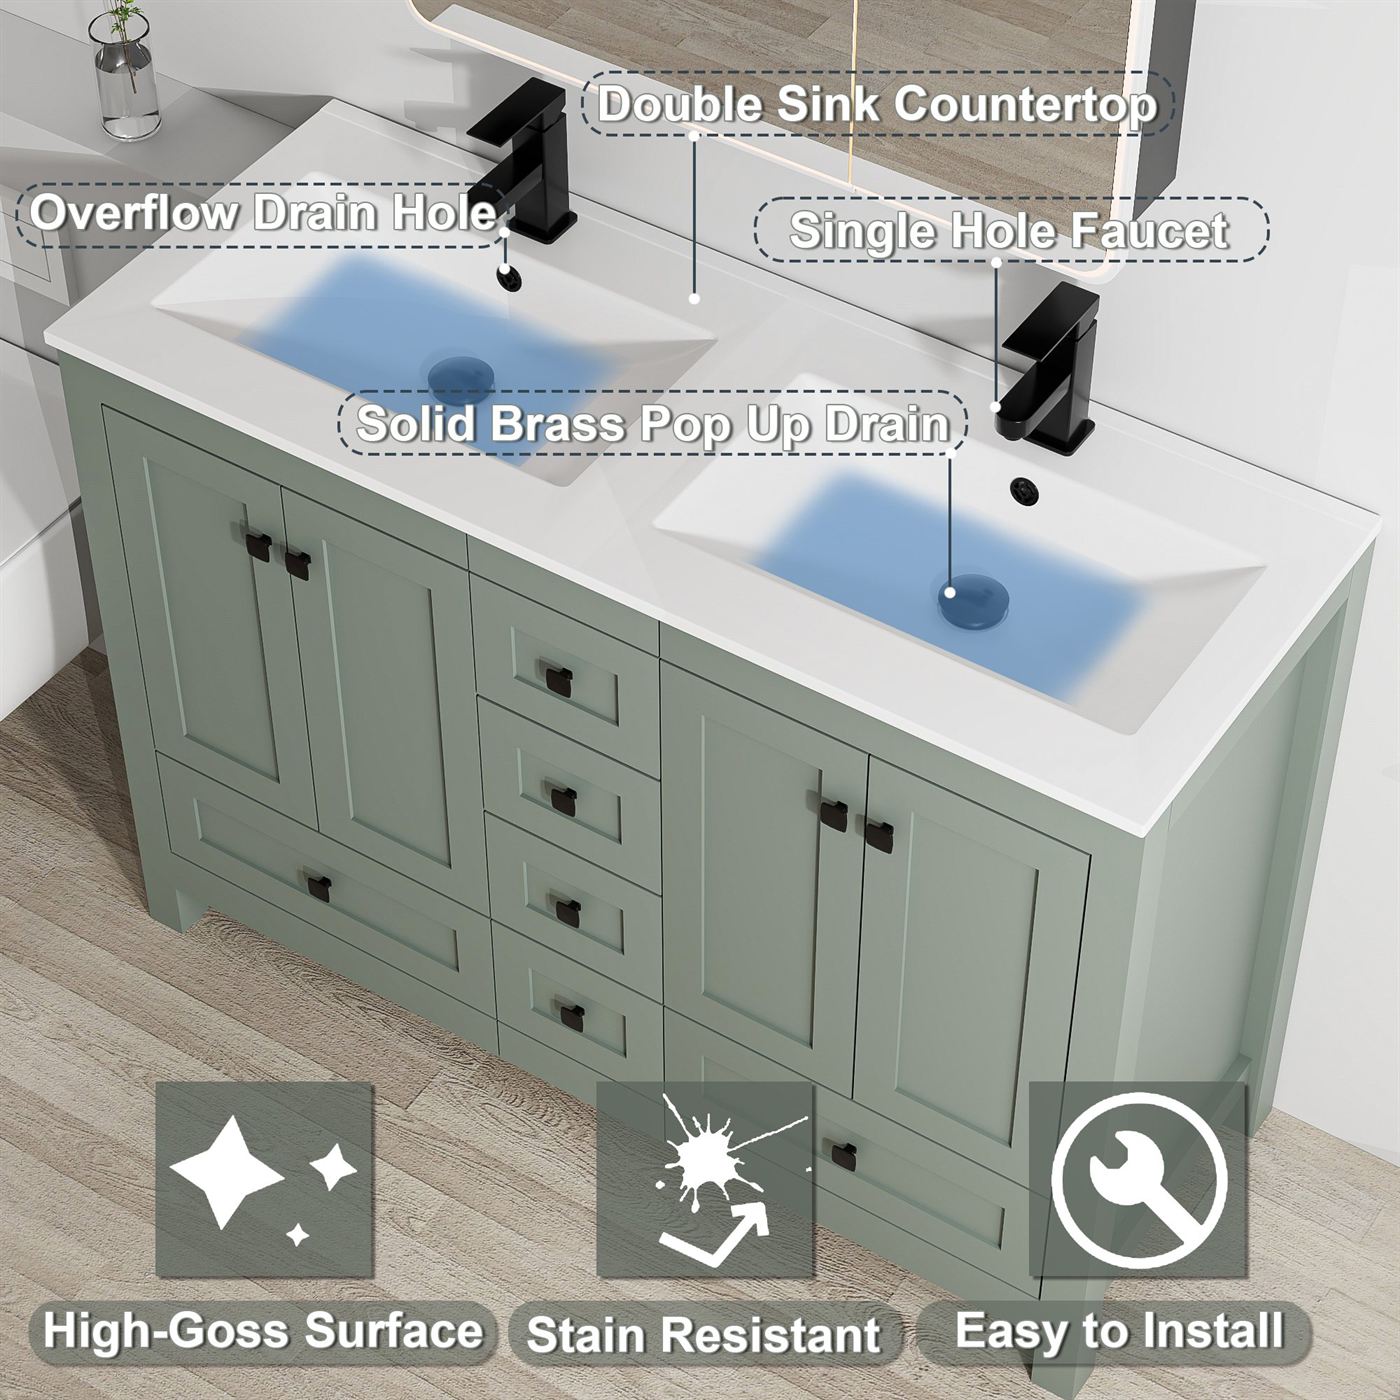 Double Sink Countertop
Overflow Drain Hole
Single Hole Faucet
Solid Brass Pop Up Drain
High-Goss Surface
Stain Resistant
Easy to Install